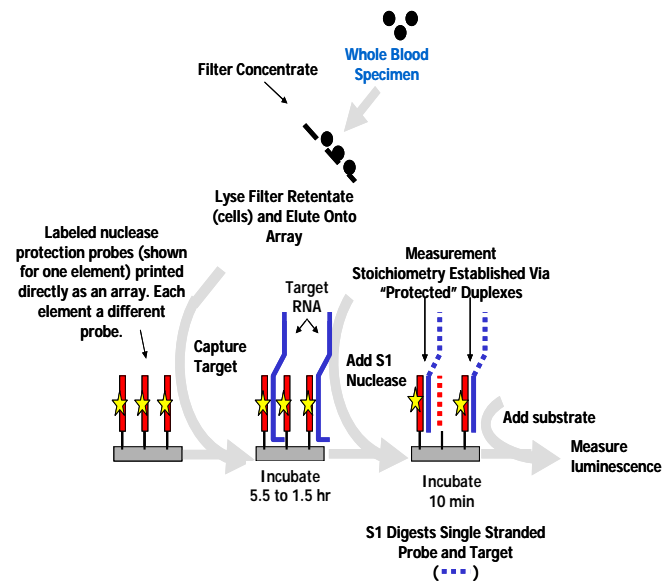 Whole Blood
Specimen
Filter Concentrate
Lyse Filter Retentate
(cells) and Elute Onto
Array
Labeled nuclease
protection probes (shown
for one element) printed
directly as an array. Each
element a different
probe.
Measurement
Stoichiometry Established Via
“Protected” Duplexes
Target
RNA
Capture
Target
Add S1
Nuclease
Add substrate
Measure
luminescence
Incubate
5.5 to 1.5 hr
Incubate
10 min
S1 Digests Single Stranded
Probe and Target
( )